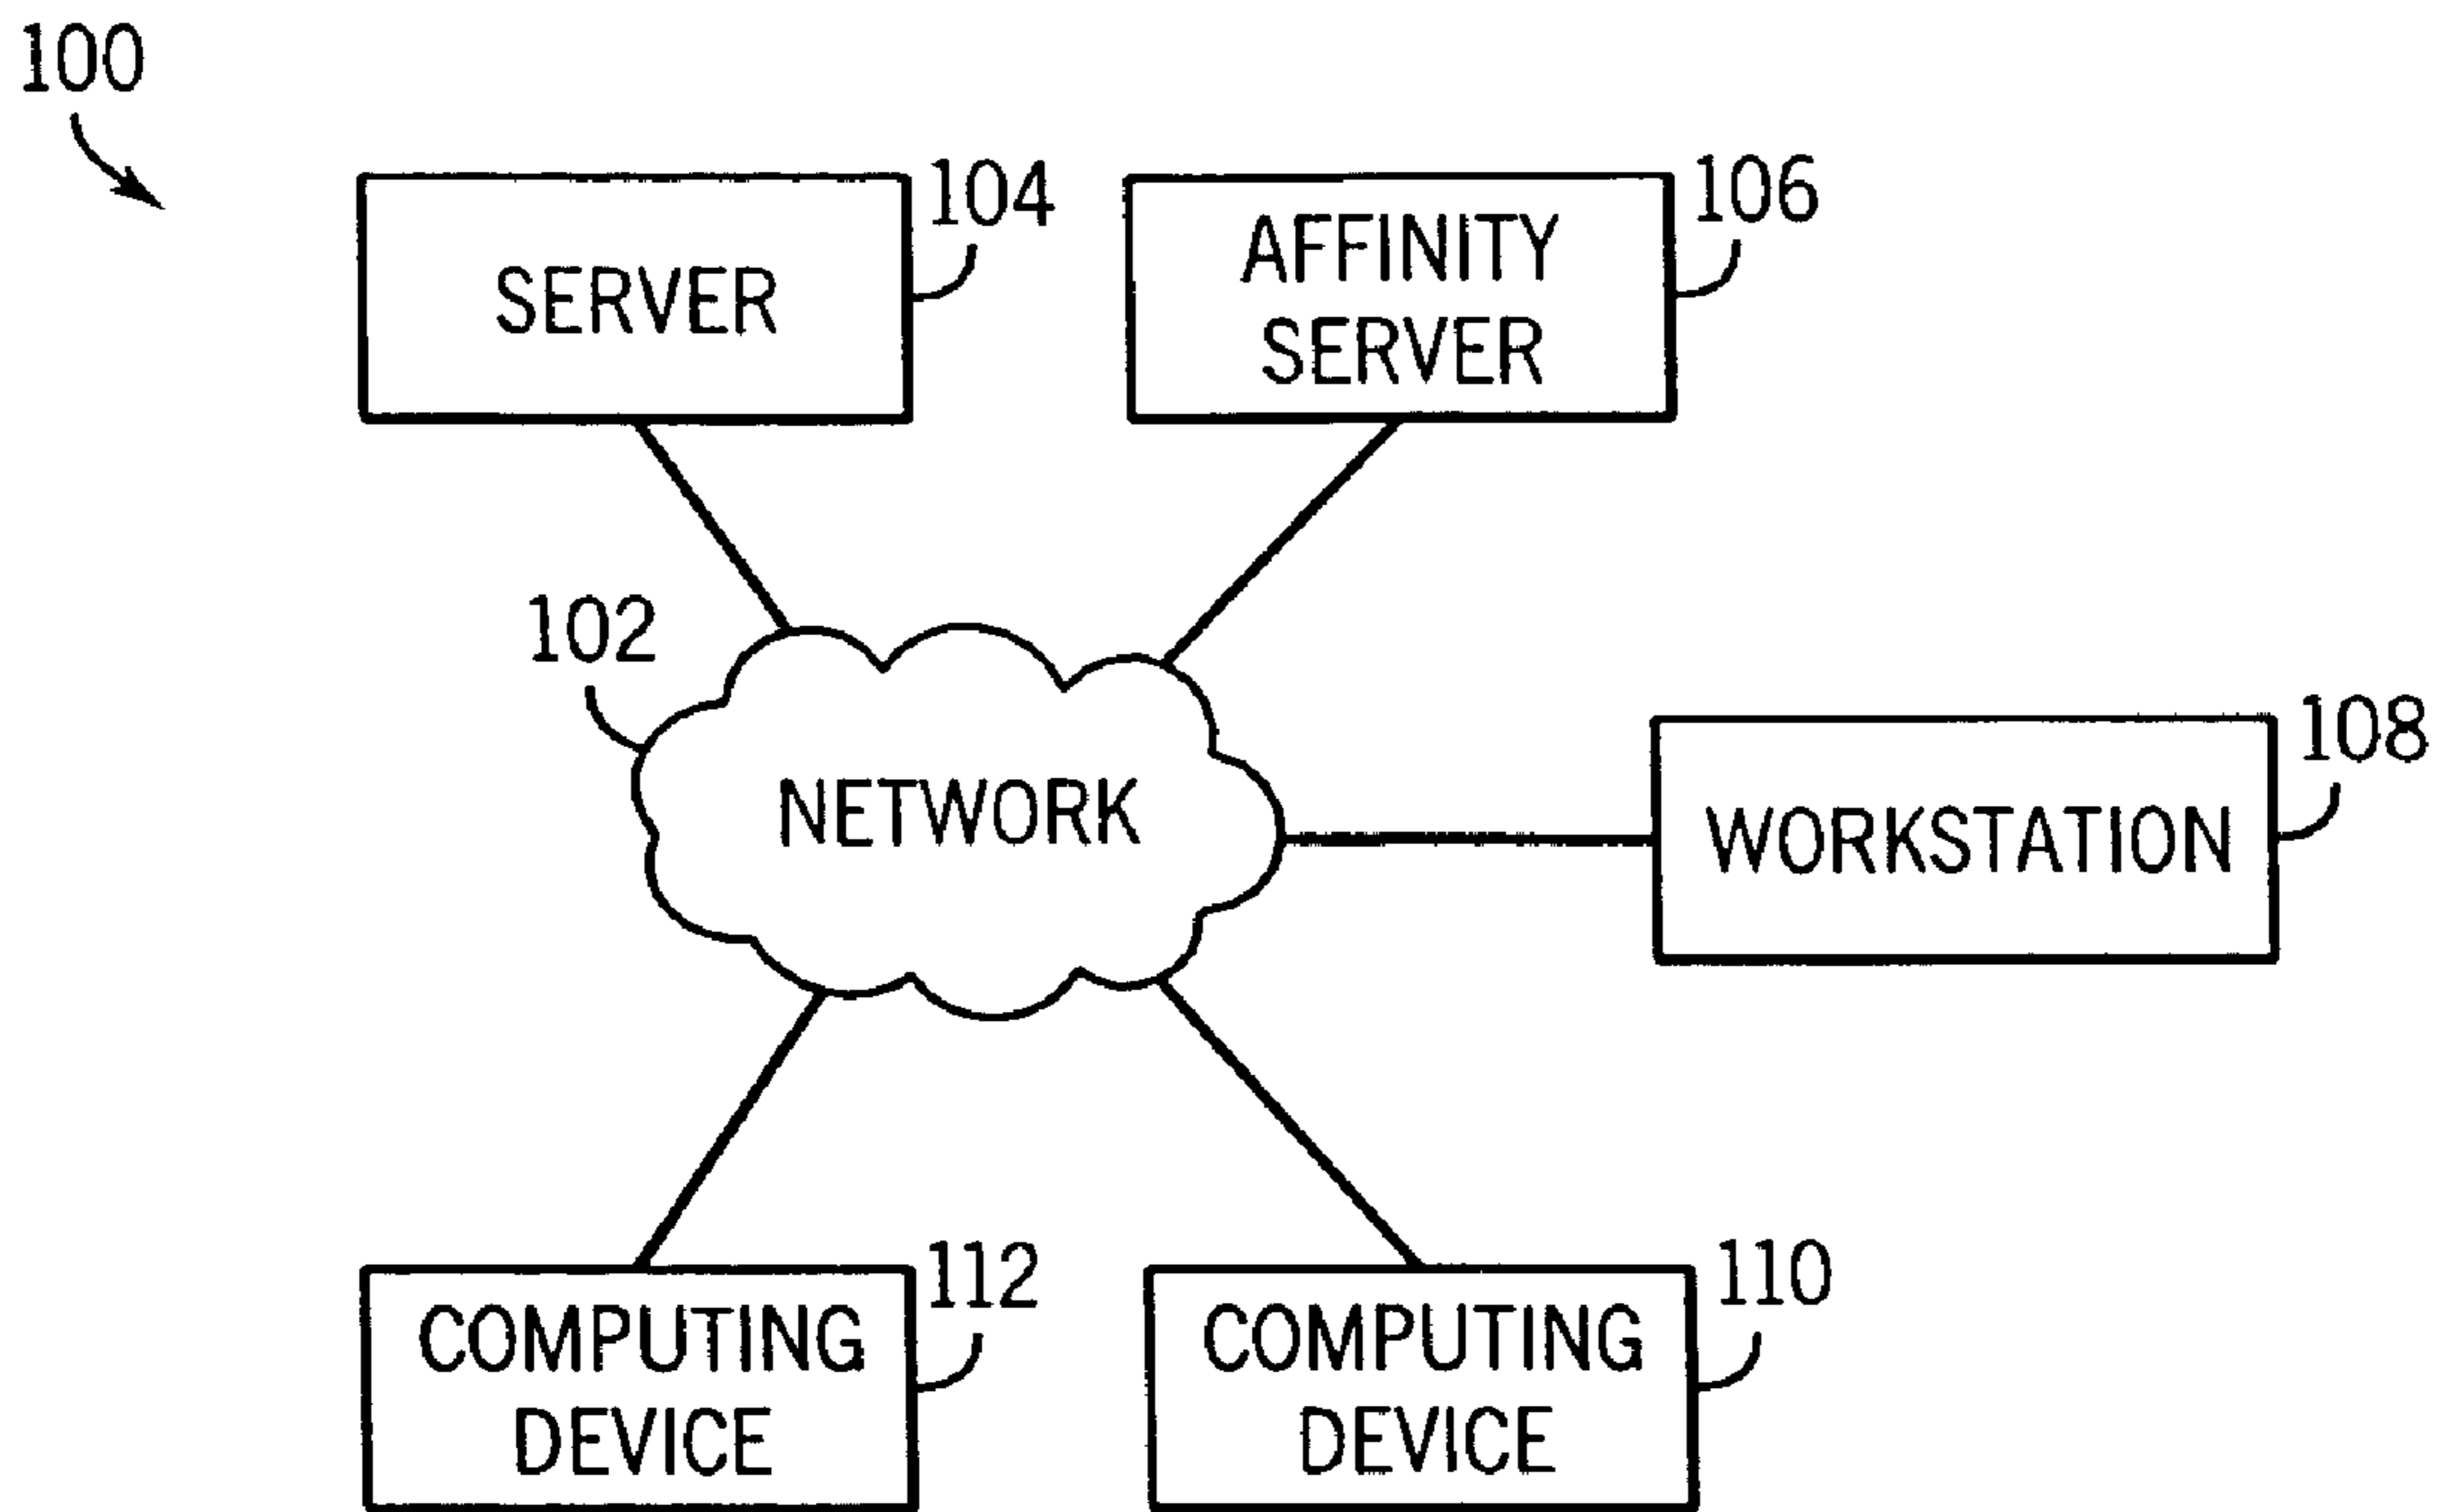 100
104
106
SERVER
AFFINITY
SERVER
102
NETWORK
108
WORKSTATION
112
110
COMPUTING
DEVICE
COMPUTING
DEVICE